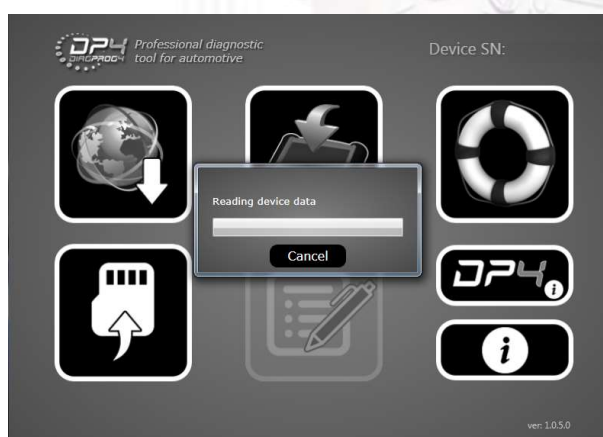 DP4
DIAGPROG4
Professional diagnostic
tool for automotive
Device SN:
Reading device data
Cancel
DP4
i
i
ver: 1.0.5.0